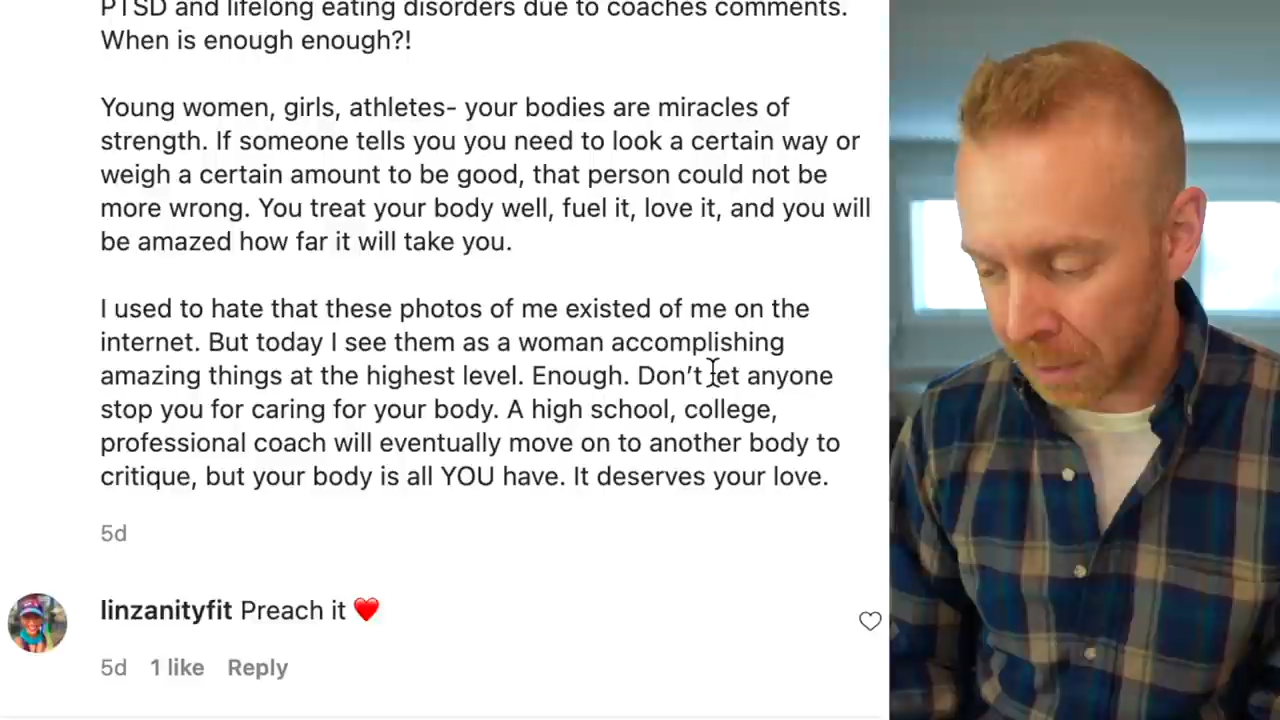 PTSD and lifelong eating disorders due to coaches comments.
When is enough enough?!
Young women, girls, athletes- your bodies are miracles of
strength. If someone tells you you need to look a certain way or
weigh a certain amount to be good, that person could not be
more wrong. You treat your body well, fuel it, love it, and you will
be amazed how far it will take you.
I used to hate that these photos of me existed of me on the
internet. But today I see them as a woman accomplishing
amazing things at the highest level. Enough. Don’t let anyone
stop you for caring for your body. A high school, college,
professional coach will eventually move on to another body to
critique, but your body is all YOU have. It deserves your love.
5d
linzanityfit Preach it ❤️
5d 1 like Reply